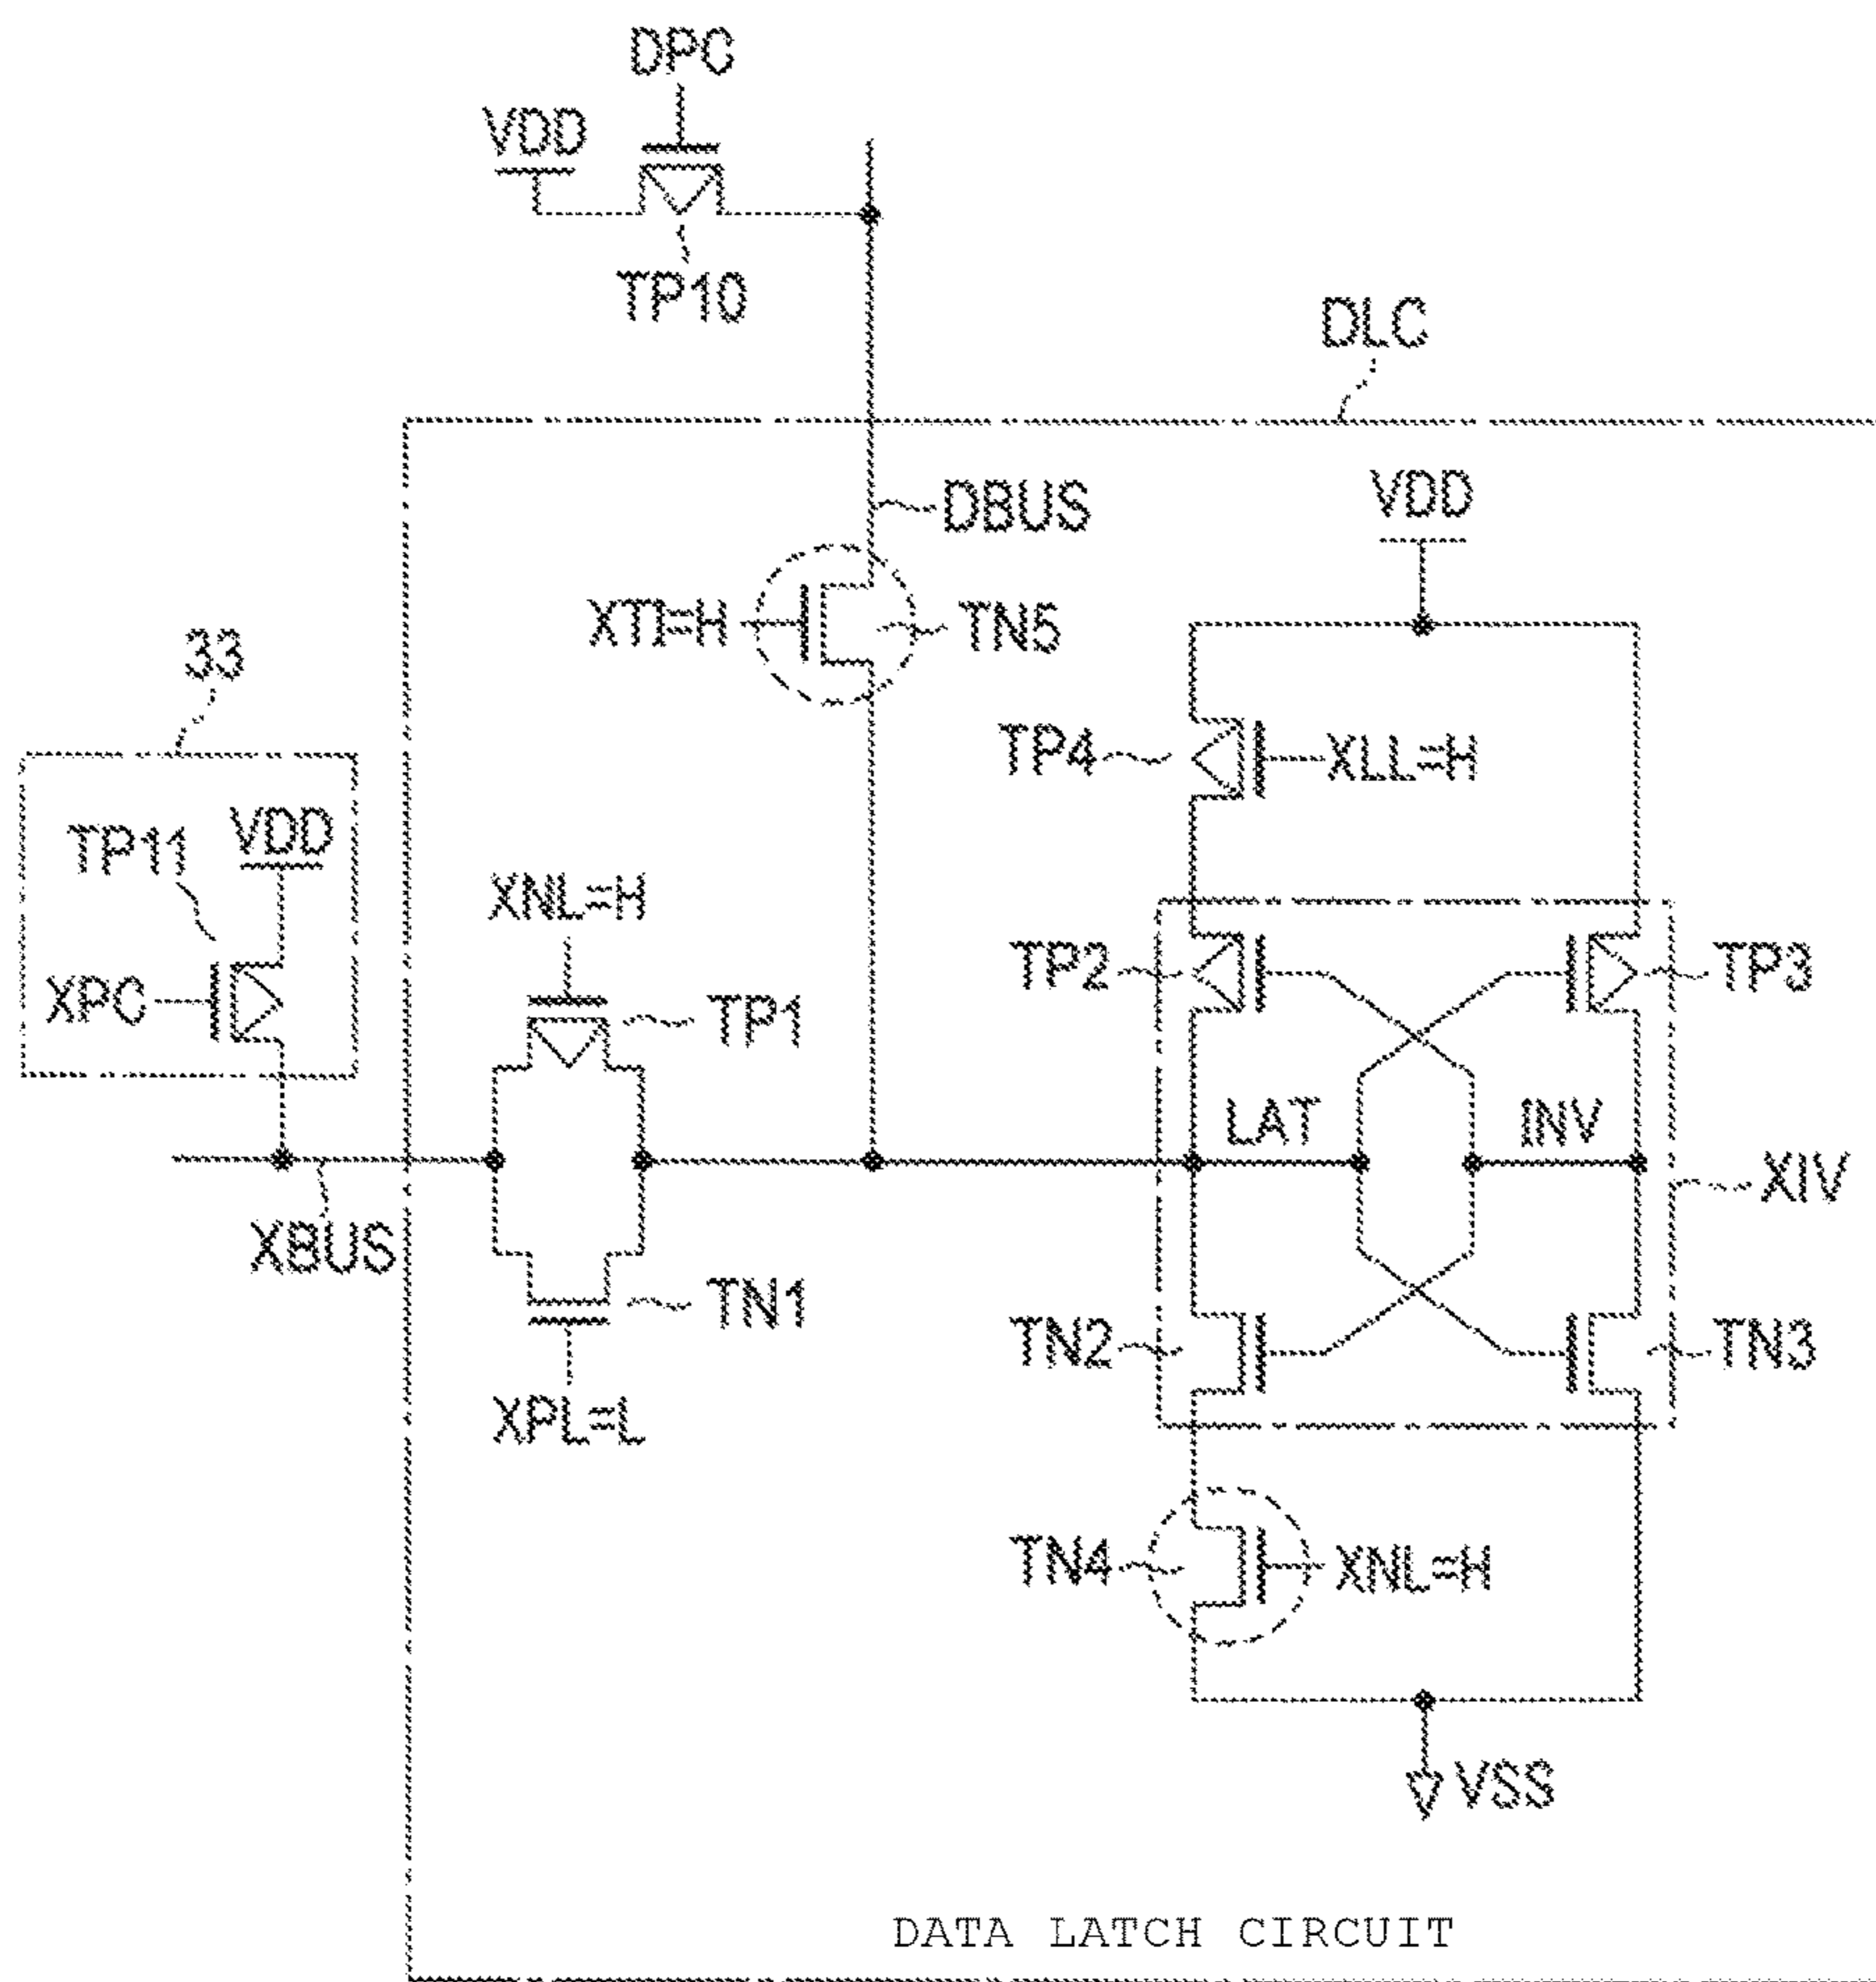 DPC
VDD
TP10
DLC
DBUS
VDD
XTI=H
TN5
33
TP4
XLL=H
TP11
VDD
XNL=H
TP2
TP3
XPC
TP1
LAT
INV
XIV
XBUS
TN1
TN2
TN3
XPL=L
TN4
XNL=H
VSS
DATA LATCH CIRCUIT